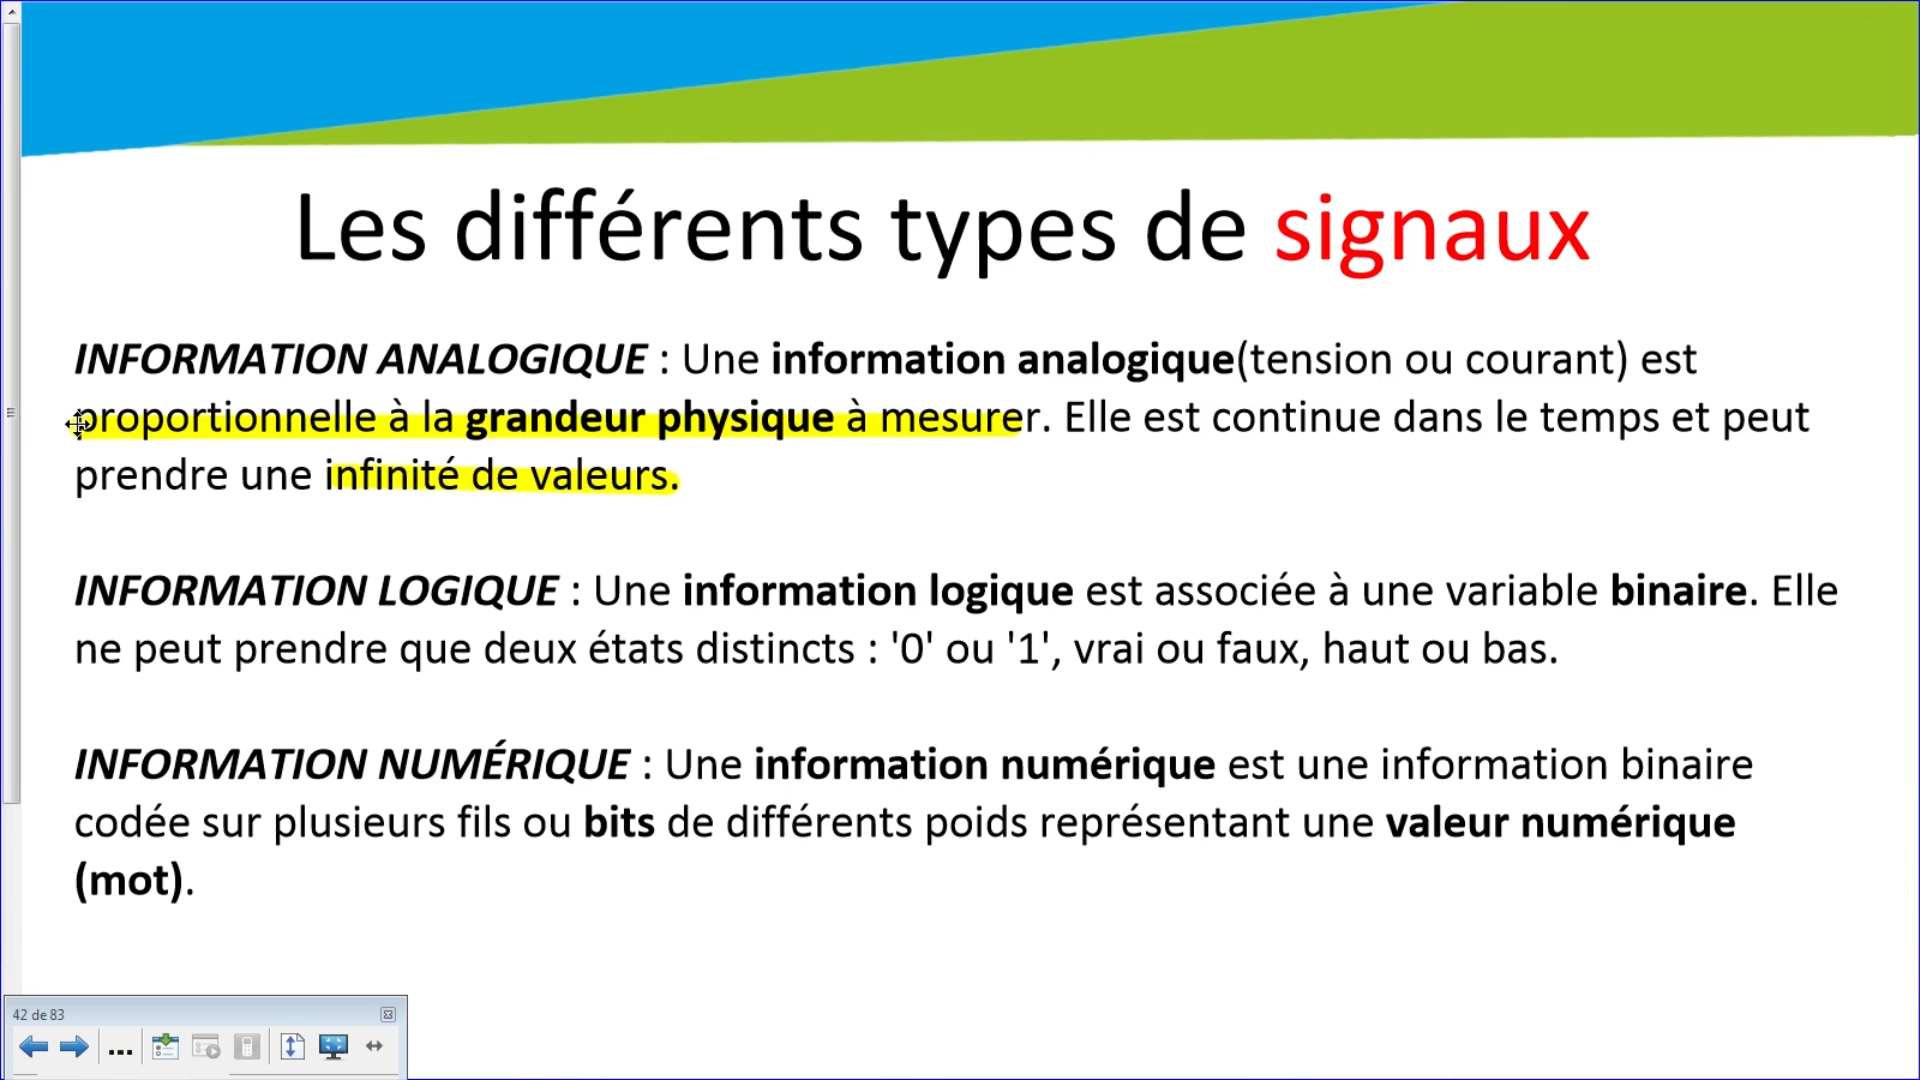 Les différents types de signaux
INFORMATION ANALOGIQUE : Une information analogique(tension ou courant) est
proportionnelle à la grandeur physique à mesurer. Elle est continue dans le temps et peut
prendre une infinité de valeurs.
INFORMATION LOGIQUE : Une information logique est associée à une variable binaire. Elle
ne peut prendre que deux états distincts : '0' ou '1', vrai ou faux, haut ou bas.
INFORMATION NUMÉRIQUE : Une information numérique est une information binaire
codée sur plusieurs fils ou bits de différents poids représentant une valeur numérique
(mot).
42 de 83
...